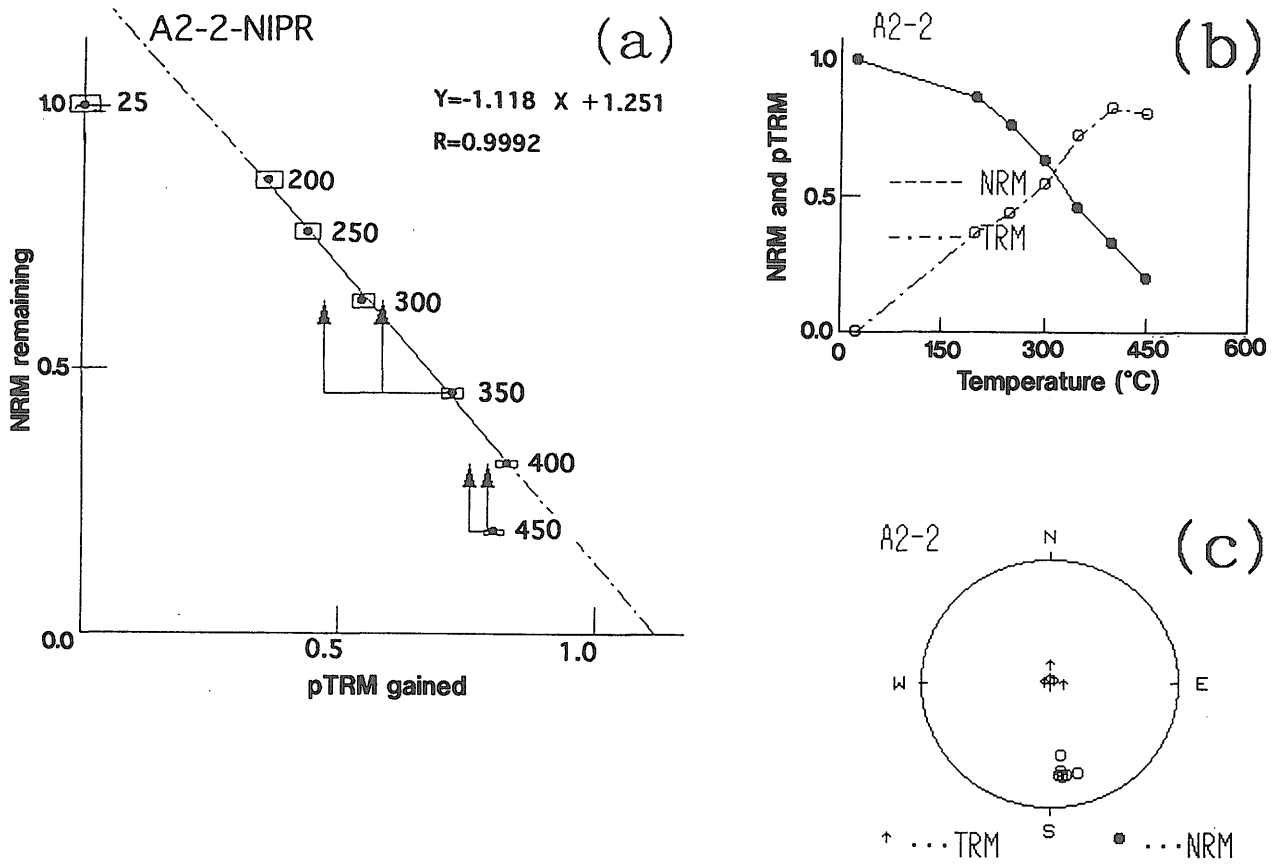 A2-2-NIPR
(a)
Y=-1.118 X +1.251
R=0.9992
1.0
25
200
250
300
350
400
450
0.5
0.0
0.5
1.0
NRM remaining
pTRM gained
A2-2
(b)
1.0
0.5
0.0
NRM and pTRM
NRM
TRM
0
150
300
450
600
Temperature (°C)
A2-2
(c)
N
W
E
S
↑ ...TRM
● ...NRM